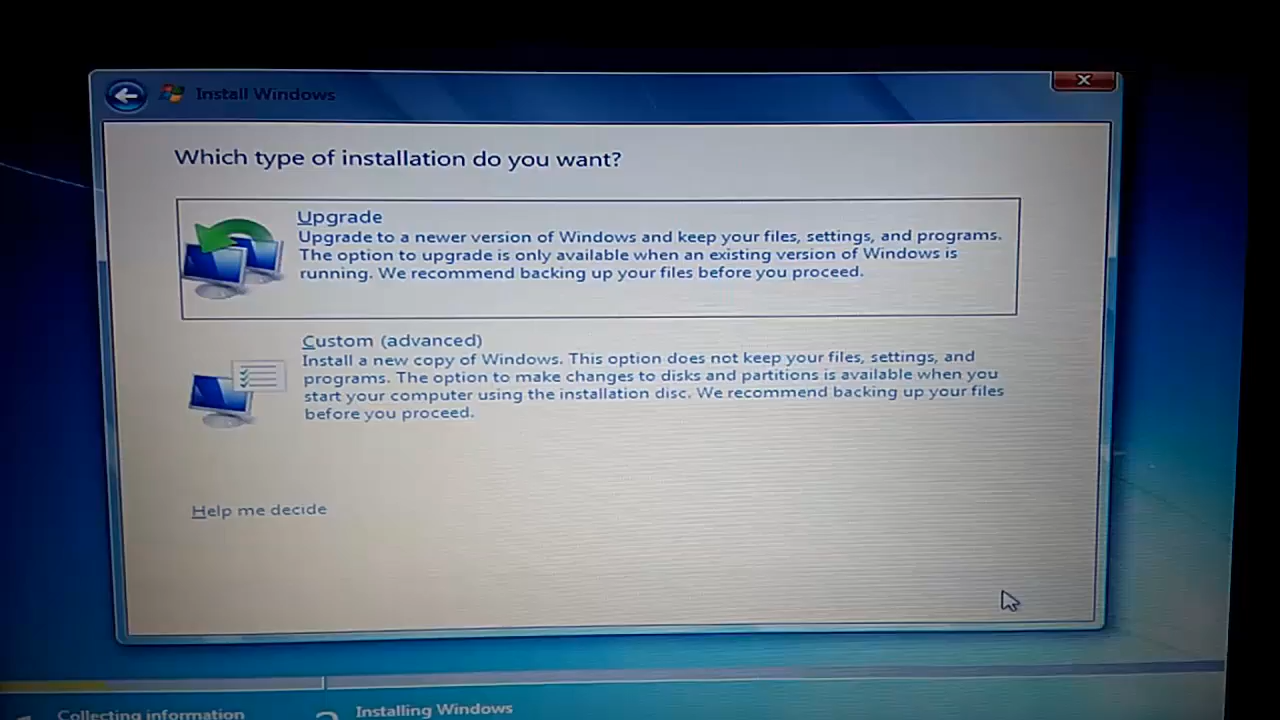 Install Windows
Which type of installation do you want?
Upgrade
Upgrade to a newer version of Windows and keep your files, settings, and programs.
The option to upgrade is only available when an existing version of Windows is
running. We recommend backing up your files before you proceed.
Custom (advanced)
Install a new copy of Windows. This option does not keep your files, settings, and
programs. The option to make changes to disks and partitions is available when you
start your computer using the installation disc. We recommend backing up your files
before you proceed.
Help me decide
Collecting information
Installing Windows